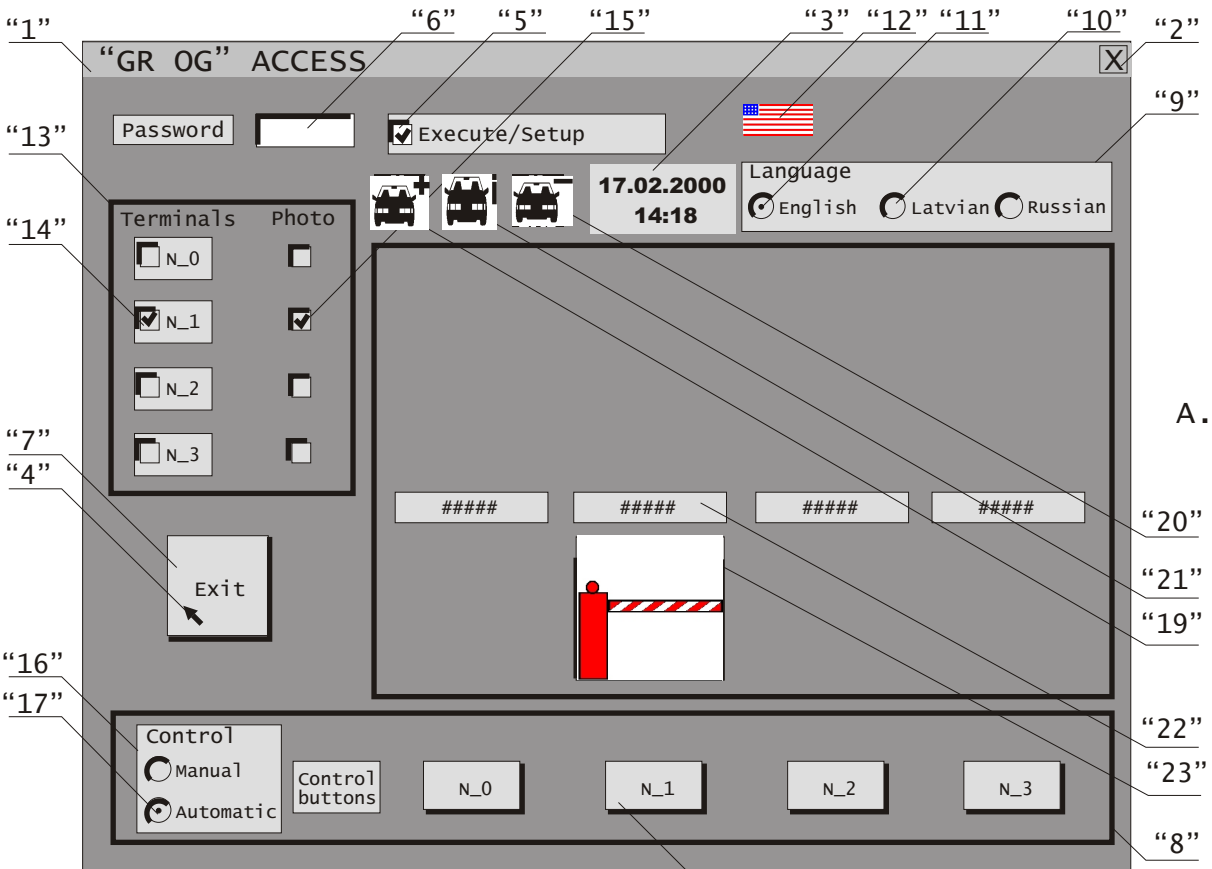 “6” “5” “15” “3” “12” “11” “10”
“1” “2”
“GR OG” ACCESS X
“9”
Password Execute/Setup
“13”
Language
17.02.2000
14:18
English Latvian Russian
Terminals Photo
“14”
N_0
N_1
N_2
N_3
A.
“7”
“4”
##### ##### ##### #####
“20”
Exit
“21”
“19”
“16”
“17”
“22”
Control
Manual
Automatic
Control
buttons
N_0 N_1 N_2 N_3
“23”
“8”